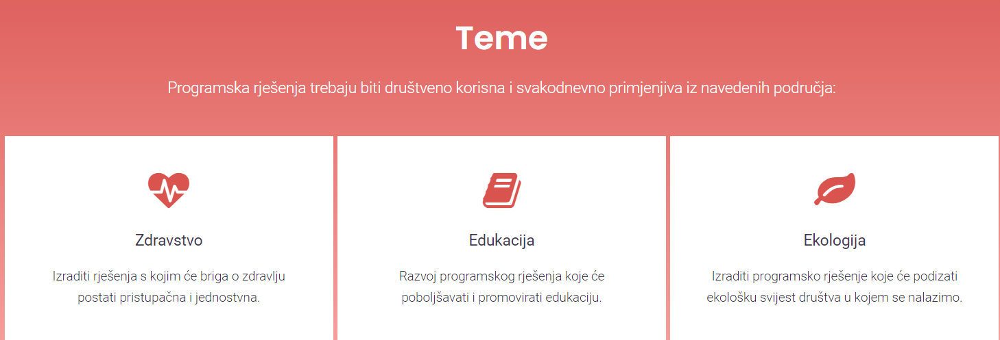 Teme
Programska rješenja trebaju biti društveno korisna i svakodnevno primjenjiva iz navedenih područja:
Zdravstvo
Izraditi rješenja s kojim će briga o zdravlju
postati pristupačna i jednostvna.
Edukacija
Razvoj programskog rješenja koje će
poboljšavati i promovirati edukaciju.
Ekologija
Izraditi programsko rješenje koje će podizati
ekološku svijest društva u kojem se nalazimo.